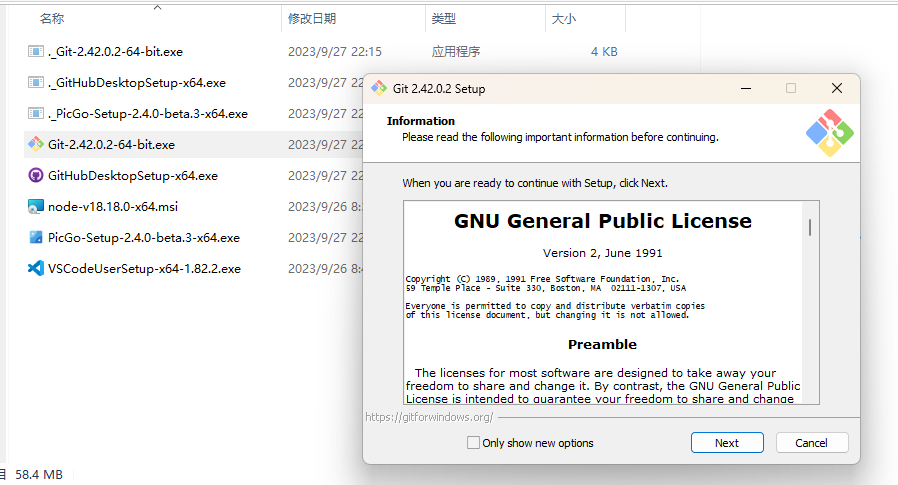 名称 修改日期 类型 大小
._Git-2.42.0.2-64-bit.exe 2023/9/27 22:15 应用程序 4 KB
._GitHubDesktopSetup-x64.exe 2023/9/27
._PicGo-Setup-2.4.0-beta.3-x64.exe 2023/9/27
Git-2.42.0.2-64-bit.exe 2023/9/27
GitHubDesktopSetup-x64.exe 2023/9/27
node-v18.18.0-x64.msi 2023/9/26
PicGo-Setup-2.4.0-beta.3-x64.exe 2023/9/27
VSCodeUserSetup-x64-1.82.2.exe 2023/9/26
58.4 MB
Git 2.42.0.2 Setup
Information
Please read the following important information before continuing.
When you are ready to continue with Setup, click Next.
GNU General Public License
Version 2, June 1991
Copyright (C) 1989, 1991 Free Software Foundation, Inc.
59 Temple Place - Suite 330, Boston, MA 02111-1307, USA
Everyone is permitted to copy and distribute verbatim copies
of this license document, but changing it is not allowed.
Preamble
The licenses for most software are designed to take away your
freedom to share and change it. By contrast, the GNU General Public
License is intended to guarantee your freedom to share and change
https://gitforwindows.org/
Only show new options
Next
Cancel